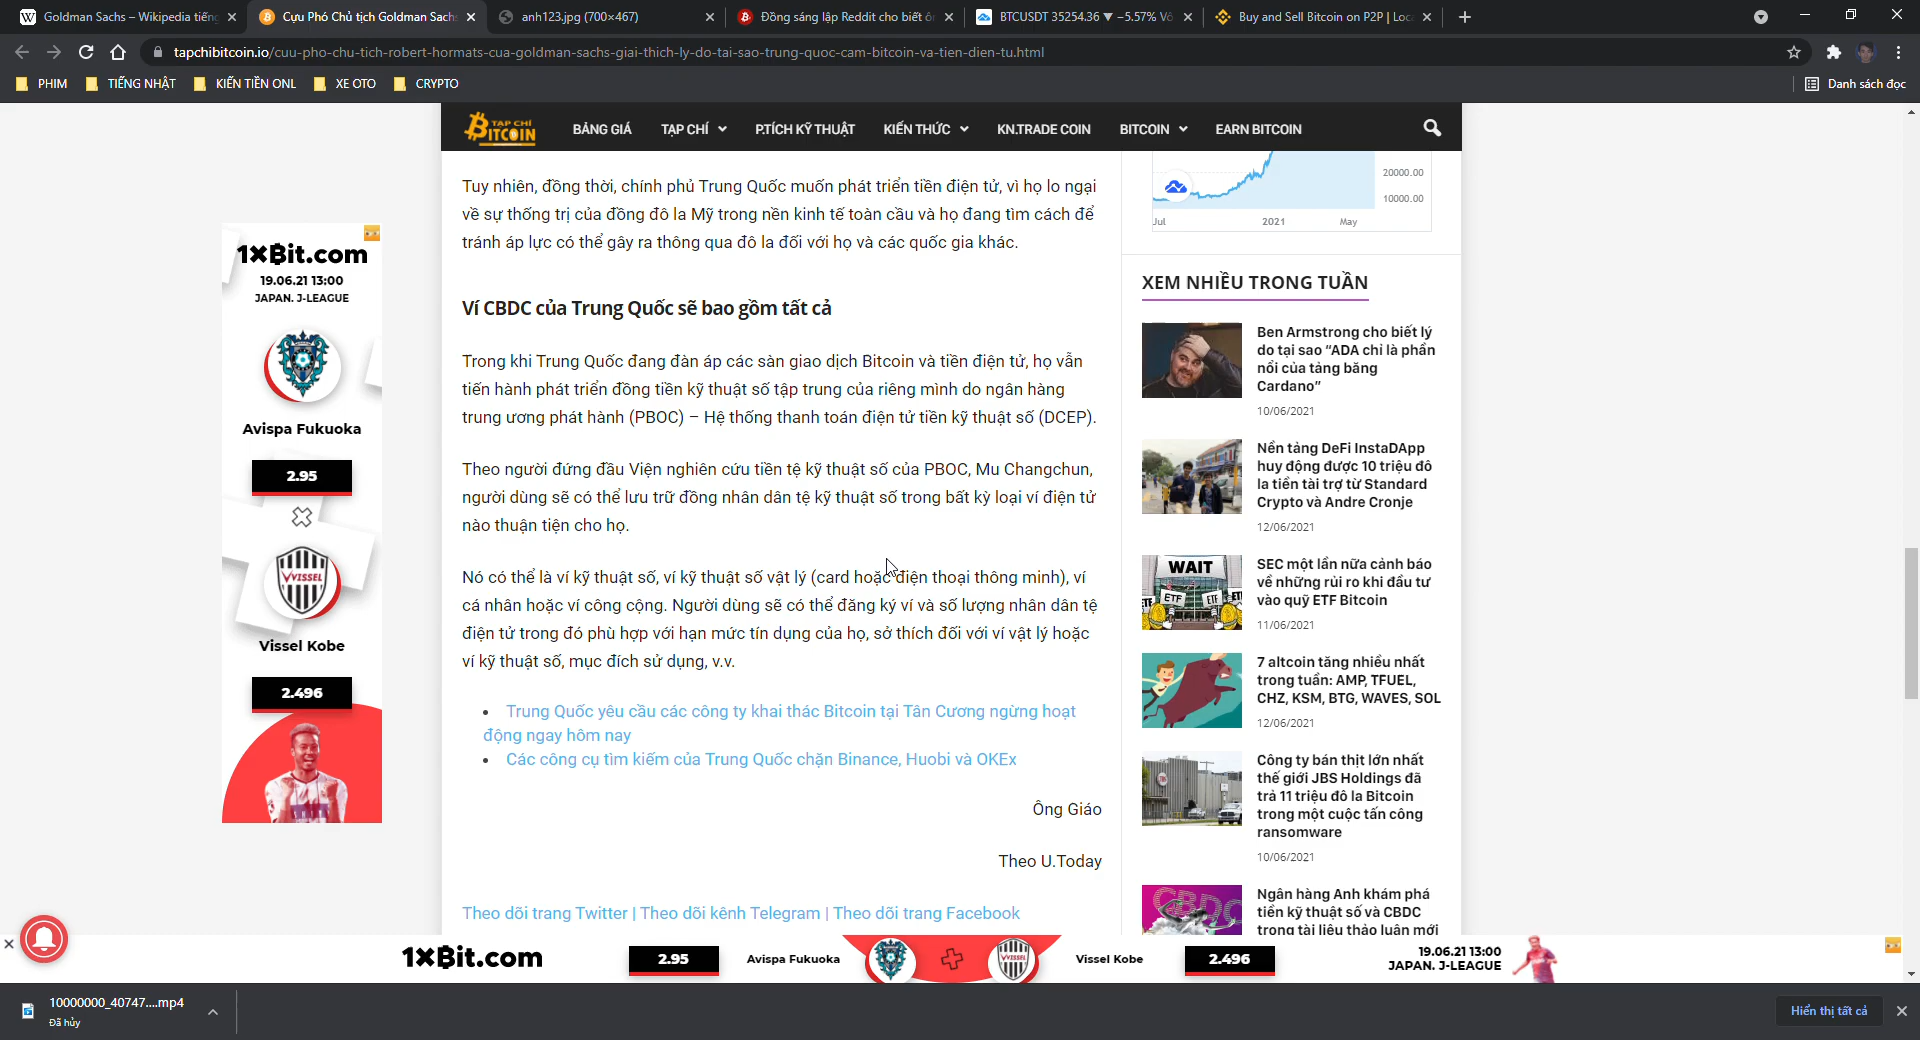 Goldman Sachs – Wikipedia tiếng
Cựu Phó Chủ tịch Goldman Sachs
anh123.jpg (700×467)
Đồng sáng lập Reddit cho biết
BTCUSDT 35254.36 ▼ −5.57%
Buy and Sell Bitcoin on P2P |
tapchibitcoin.io/cuu-pho-chu-tich-robert-hormats-cua-goldman-sachs-giai-thich-ly-do-tai-sao-trung-quoc-cam-bitcoin-va-tien-dien-tu.html
PHIM
TIẾNG NHẬT
KIẾN TIỀN ONL
XE OTO
CRYPTO
Danh sách đọc
TẠP CHÍ
BITCOIN
BẢNG GIÁ
TẠP CHÍ
P.TÍCH KỸ THUẬT
KIẾN THỨC
KN.TRADE COIN
BITCOIN
EARN BITCOIN
Tuy nhiên, đồng thời, chính phủ Trung Quốc muốn phát triển tiền điện tử, vì họ lo ngại
về sự thống trị của đồng đô la Mỹ trong nền kinh tế toàn cầu và họ đang tìm cách để
tránh áp lực có thể gây ra thông qua đô la đối với họ và các quốc gia khác.
Ví CBDC của Trung Quốc sẽ bao gồm tất cả
Trong khi Trung Quốc đang đàn áp các sàn giao dịch Bitcoin và tiền điện tử, họ vẫn
tiến hành phát triển đồng tiền kỹ thuật số tập trung của riêng mình do ngân hàng
trung ương phát hành (PBOC) – Hệ thống thanh toán điện tử tiền kỹ thuật số (DCEP).
Theo người đứng đầu Viện nghiên cứu tiền tệ kỹ thuật số của PBOC, Mu Changchun,
người dùng sẽ có thể lưu trữ đồng nhân dân tệ kỹ thuật số trong bất kỳ loại ví điện tử
nào thuận tiện cho họ.
Nó có thể là ví kỹ thuật số, ví kỹ thuật số vật lý (card hoặc điện thoại thông minh), ví
cá nhân hoặc ví công cộng. Người dùng sẽ có thể đăng ký ví và số lượng nhân dân tệ
điện tử trong đó phù hợp với hạn mức tín dụng của họ, sở thích đối với ví vật lý hoặc
ví kỹ thuật số, mục đích sử dụng, v.v.
• Trung Quốc yêu cầu các công ty khai thác Bitcoin tại Tân Cương ngừng hoạt
động ngay hôm nay
• Các công cụ tìm kiếm của Trung Quốc chặn Binance, Huobi và OKEx
Ông Giáo
Theo U.Today
Theo dõi trang Twitter | Theo dõi kênh Telegram | Theo dõi trang Facebook
20000.00
10000.00
Jul
2021
May
XEM NHIỀU TRONG TUẦN
Ben Armstrong cho biết lý
do tại sao “ADA chỉ là phần
nổi của tảng băng
Cardano”
10/06/2021
Nền tảng DeFi InstaDApp
huy động được 10 triệu đô
la tiền tài trợ từ Standard
Crypto và Andre Cronje
12/06/2021
WAIT
ETF
ETF
SEC một lần nữa cảnh báo
về những rủi ro khi đầu tư
vào quỹ ETF Bitcoin
11/06/2021
7 altcoin tăng nhiều nhất
trong tuần: AMP, TFUEL,
CHZ, KSM, BTG, WAVES, SOL
12/06/2021
Công ty bán thịt lớn nhất
thế giới JBS Holdings đã
trả 11 triệu đô la Bitcoin
trong một cuộc tấn công
ransomware
10/06/2021
CBDC
Ngân hàng Anh khám phá
tiền kỹ thuật số và CBDC
trong tài liệu thảo luận mới
1XBit.com
19.06.21 13:00
JAPAN. J-LEAGUE
Avispa Fukuoka
2.95
VISSEL
Vissel Kobe
2.496
1XBit.com
2.95
Avispa Fukuoka
VISSEL
Vissel Kobe
2.496
19.06.21 13:00
JAPAN. J-LEAGUE
10000000_40747....mp4
Đã hủy
Hiển thị tất cả